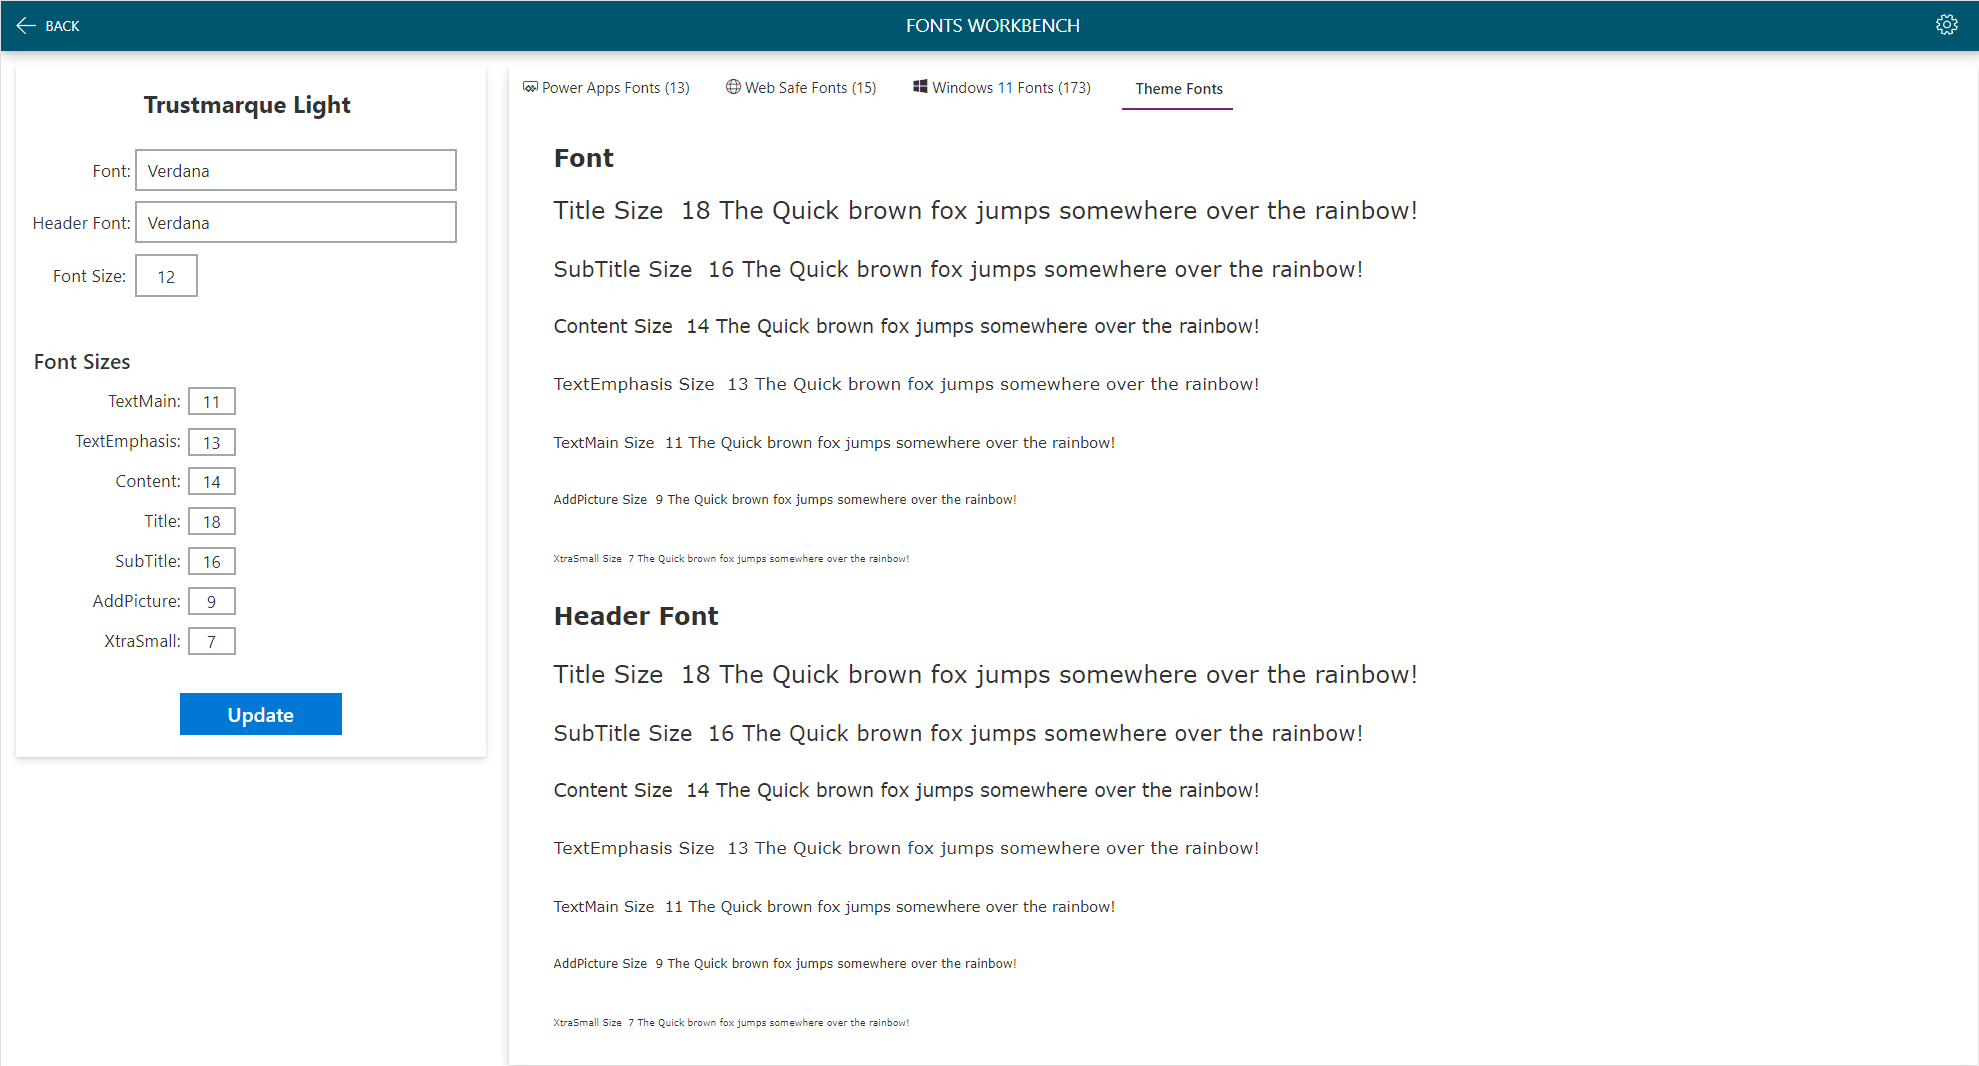 BACK
FONTS WORKBENCH
Trustmarque Light
Font: Verdana
Header Font: Verdana
Font Size: 12
Font Sizes
TextMain: 11
TextEmphasis: 13
Content: 14
Title: 18
SubTitle: 16
AddPicture: 9
XtraSmall: 7
Update
Power Apps Fonts (13) Web Safe Fonts (15) Windows 11 Fonts (173) Theme Fonts
Font
Title Size 18 The Quick brown fox jumps somewhere over the rainbow!
SubTitle Size 16 The Quick brown fox jumps somewhere over the rainbow!
Content Size 14 The Quick brown fox jumps somewhere over the rainbow!
TextEmphasis Size 13 The Quick brown fox jumps somewhere over the rainbow!
TextMain Size 11 The Quick brown fox jumps somewhere over the rainbow!
AddPicture Size 9 The Quick brown fox jumps somewhere over the rainbow!
XtraSmall Size 7 The Quick brown fox jumps somewhere over the rainbow!
Header Font
Title Size 18 The Quick brown fox jumps somewhere over the rainbow!
SubTitle Size 16 The Quick brown fox jumps somewhere over the rainbow!
Content Size 14 The Quick brown fox jumps somewhere over the rainbow!
TextEmphasis Size 13 The Quick brown fox jumps somewhere over the rainbow!
TextMain Size 11 The Quick brown fox jumps somewhere over the rainbow!
AddPicture Size 9 The Quick brown fox jumps somewhere over the rainbow!
XtraSmall Size 7 The Quick brown fox jumps somewhere over the rainbow!